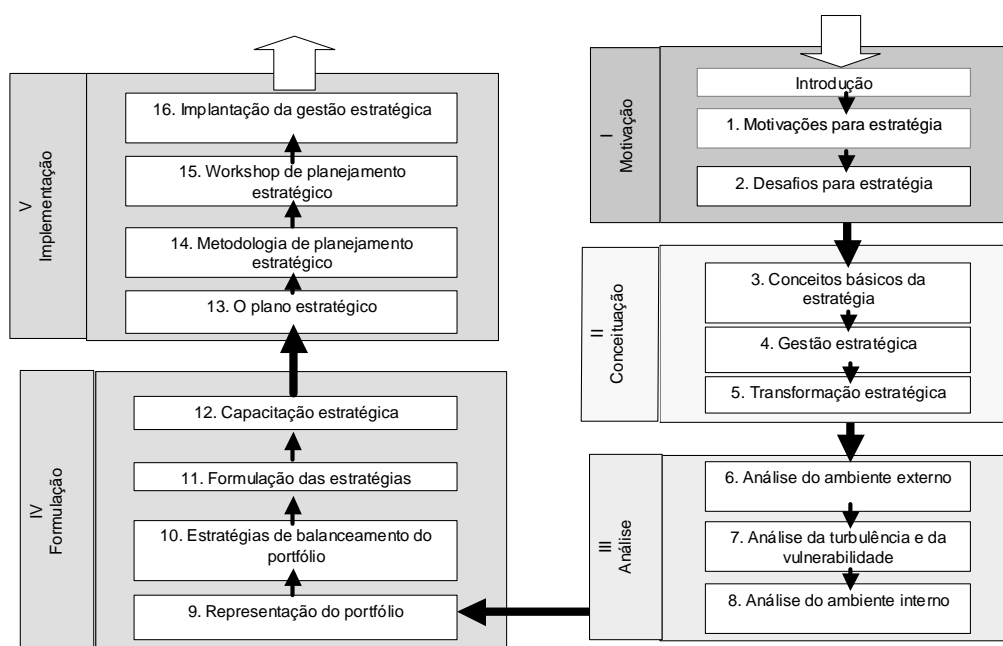 I
Motivação
Introdução
1. Motivações para estratégia
2. Desafios para estratégia
II
Conceituação
3. Conceitos básicos da
estratégia
4. Gestão estratégica
5. Transformação estratégica
III
Análise
6. Análise do ambiente externo
7. Análise da turbulência e da
vulnerabilidade
8. Análise do ambiente interno
IV
Formulação
12. Capacitação estratégica
11. Formulação das estratégias
10. Estratégias de balanceamento do
portfólio
9. Representação do portfólio
V
Implementação
16. Implantação da gestão estratégica
15. Workshop de planejamento
estratégico
14. Metodologia de planejamento
estratégico
13. O plano estratégico